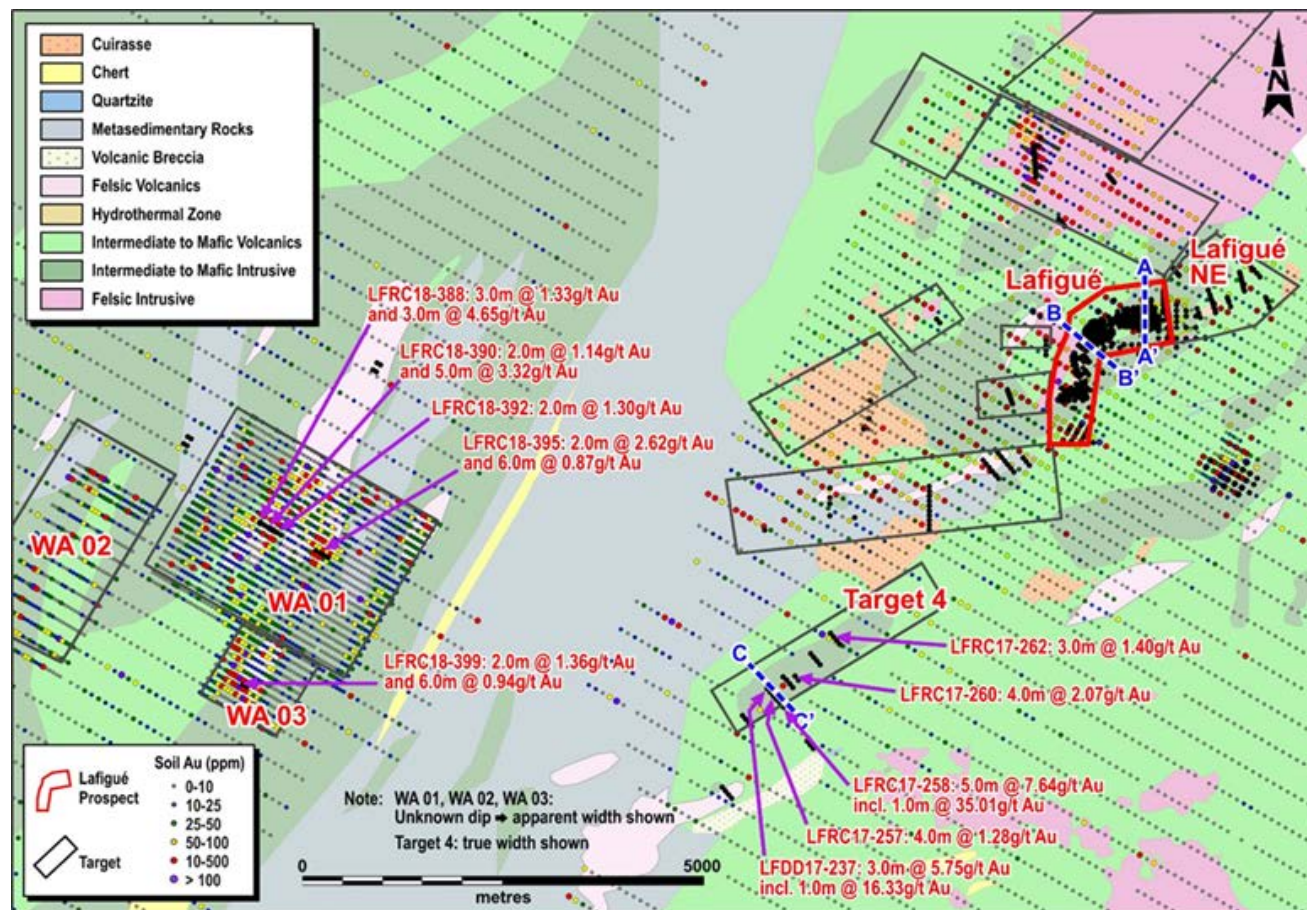 Cuirasse
Chert
Quartzite
Metasedimentary Rocks
Volcanic Breccia
Felsic Volcanics
Hydrothermal Zone
Intermediate to Mafic Volcanics
Intermediate to Mafic Intrusive
Felsic Intrusive
N
Lafigué
NE
Lafigué
A
A'
B
B'
LFRC18-388: 3.0m @ 1.33g/t Au
and 3.0m @ 4.65g/t Au
LFRC18-390: 2.0m @ 1.14g/t Au
and 5.0m @ 3.32g/t Au
LFRC18-392: 2.0m @ 1.30g/t Au
LFRC18-395: 2.0m @ 2.62g/t Au
and 6.0m @ 0.87g/t Au
WA 02
WA 01
LFRC18-399: 2.0m @ 1.36g/t Au
and 6.0m @ 0.94g/t Au
WA 03
Target 4
C
C'
LFRC17-262: 3.0m @ 1.40g/t Au
LFRC17-260: 4.0m @ 2.07g/t Au
LFRC17-258: 5.0m @ 7.64g/t Au
incl. 1.0m @ 35.01g/t Au
LFRC17-257: 4.0m @ 1.28g/t Au
LFDD17-237: 3.0m @ 5.75g/t Au
incl. 1.0m @ 16.33g/t Au
Lafigué
Prospect
Target
Soil Au (ppm)
0-10
10-25
25-50
50-100
10-500
> 100
Note: WA 01, WA 02, WA 03:
Unknown dip ➡ apparent width shown
Target 4: true width shown
0 5000
metres